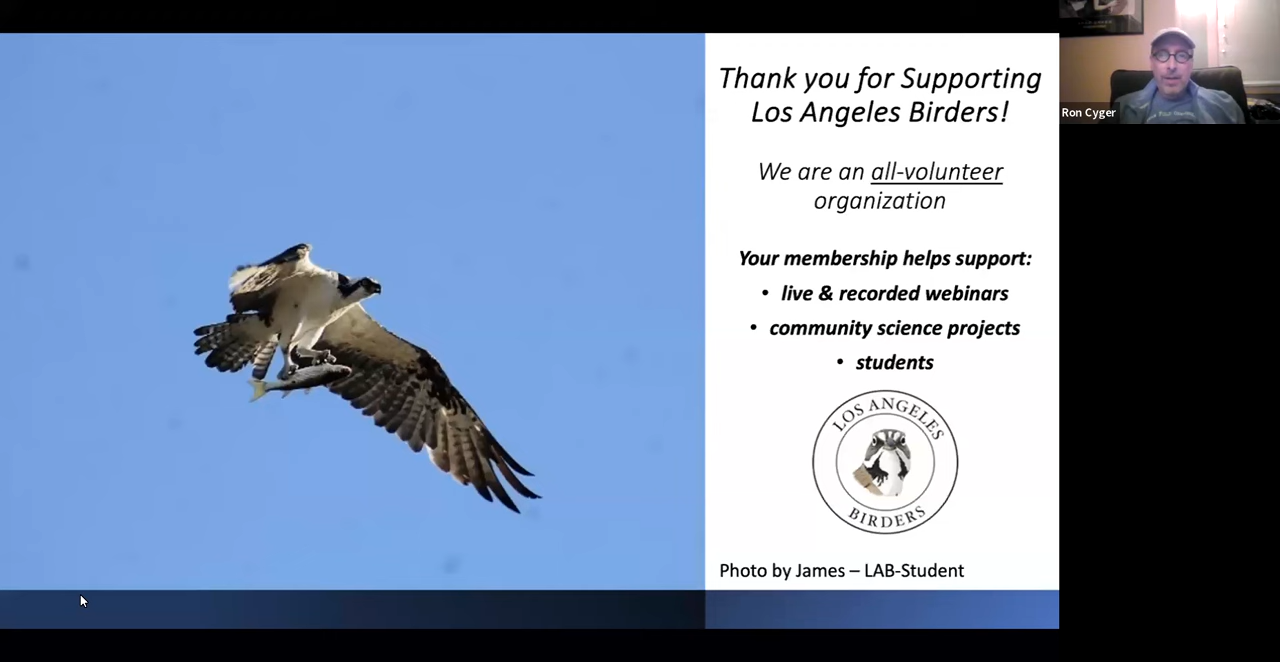 Thank you for Supporting
Los Angeles Birders!
We are an all-volunteer
organization
Your membership helps support:
• live & recorded webinars
• community science projects
• students
LOS ANGELES
BIRDERS
Photo by James – LAB-Student
Ron Cyger